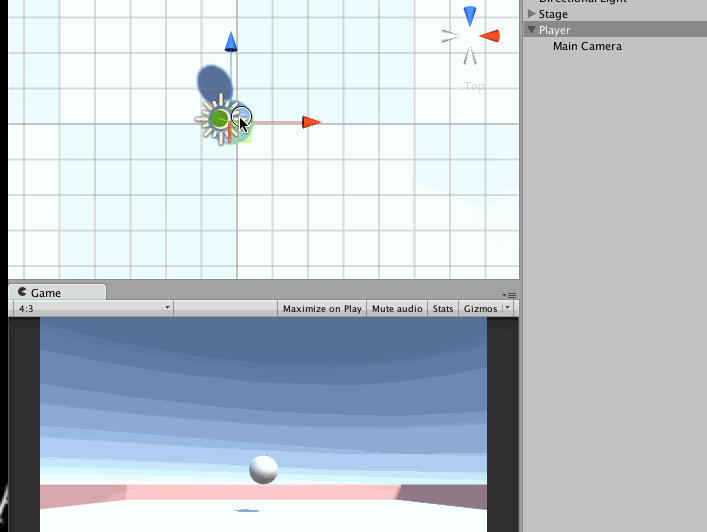 Directional Light
Stage
Player
Main Camera
Top
Game
4:3
Maximize on Play
Mute audio
Stats
Gizmos